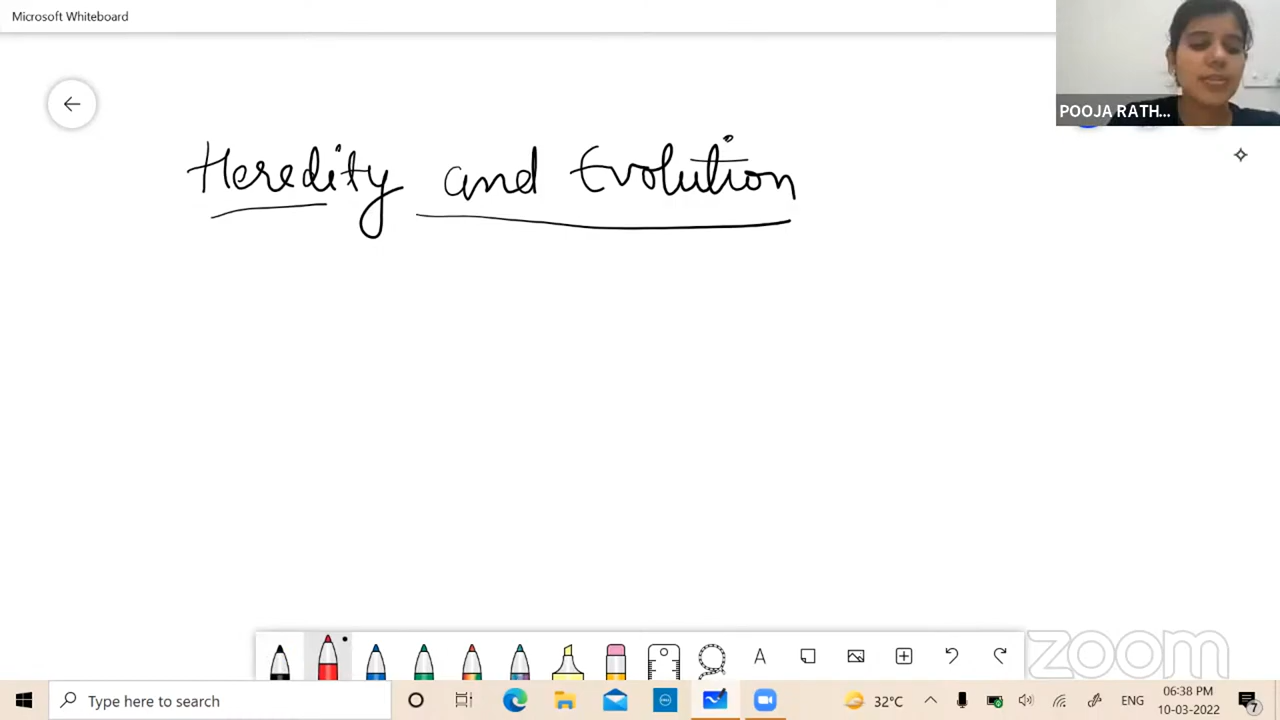 Microsoft Whiteboard
POOJA RATH...
Heredity and Evolution
A
zoom
Type here to search
32°C
ENG
06:38 PM
10-03-2022
7